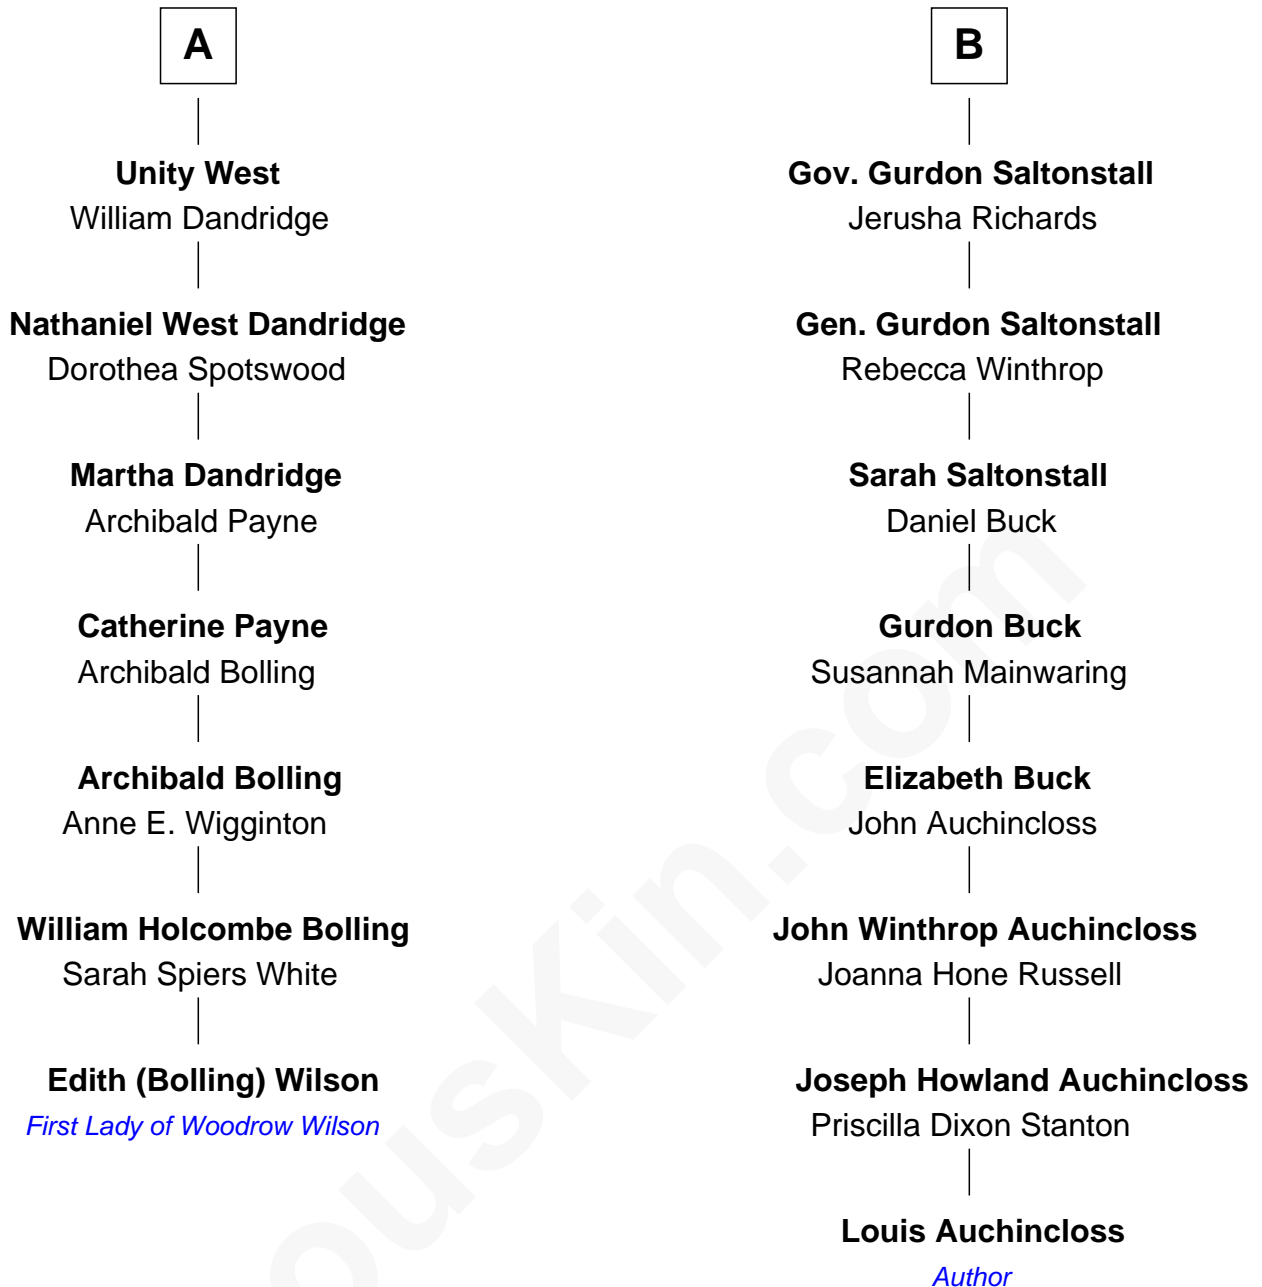 A
Unity West
William Dandridge
Nathaniel West Dandridge
Dorothea Spotswood
Martha Dandridge
Archibald Payne
Catherine Payne
Archibald Bolling
Archibald Bolling
Anne E. Wigginton
William Holcombe Bolling
Sarah Spiers White
Edith (Bolling) Wilson
First Lady of Woodrow Wilson
B
Gov. Gurdon Saltonstall
Jerusha Richards
Gen. Gurdon Saltonstall
Rebecca Winthrop
Sarah Saltonstall
Daniel Buck
Gurdon Buck
Susannah Mainwaring
Elizabeth Buck
John Auchincloss
John Winthrop Auchincloss
Joanna Hone Russell
Joseph Howland Auchincloss
Priscilla Dixon Stanton
Louis Auchincloss
Author
ousKin.com